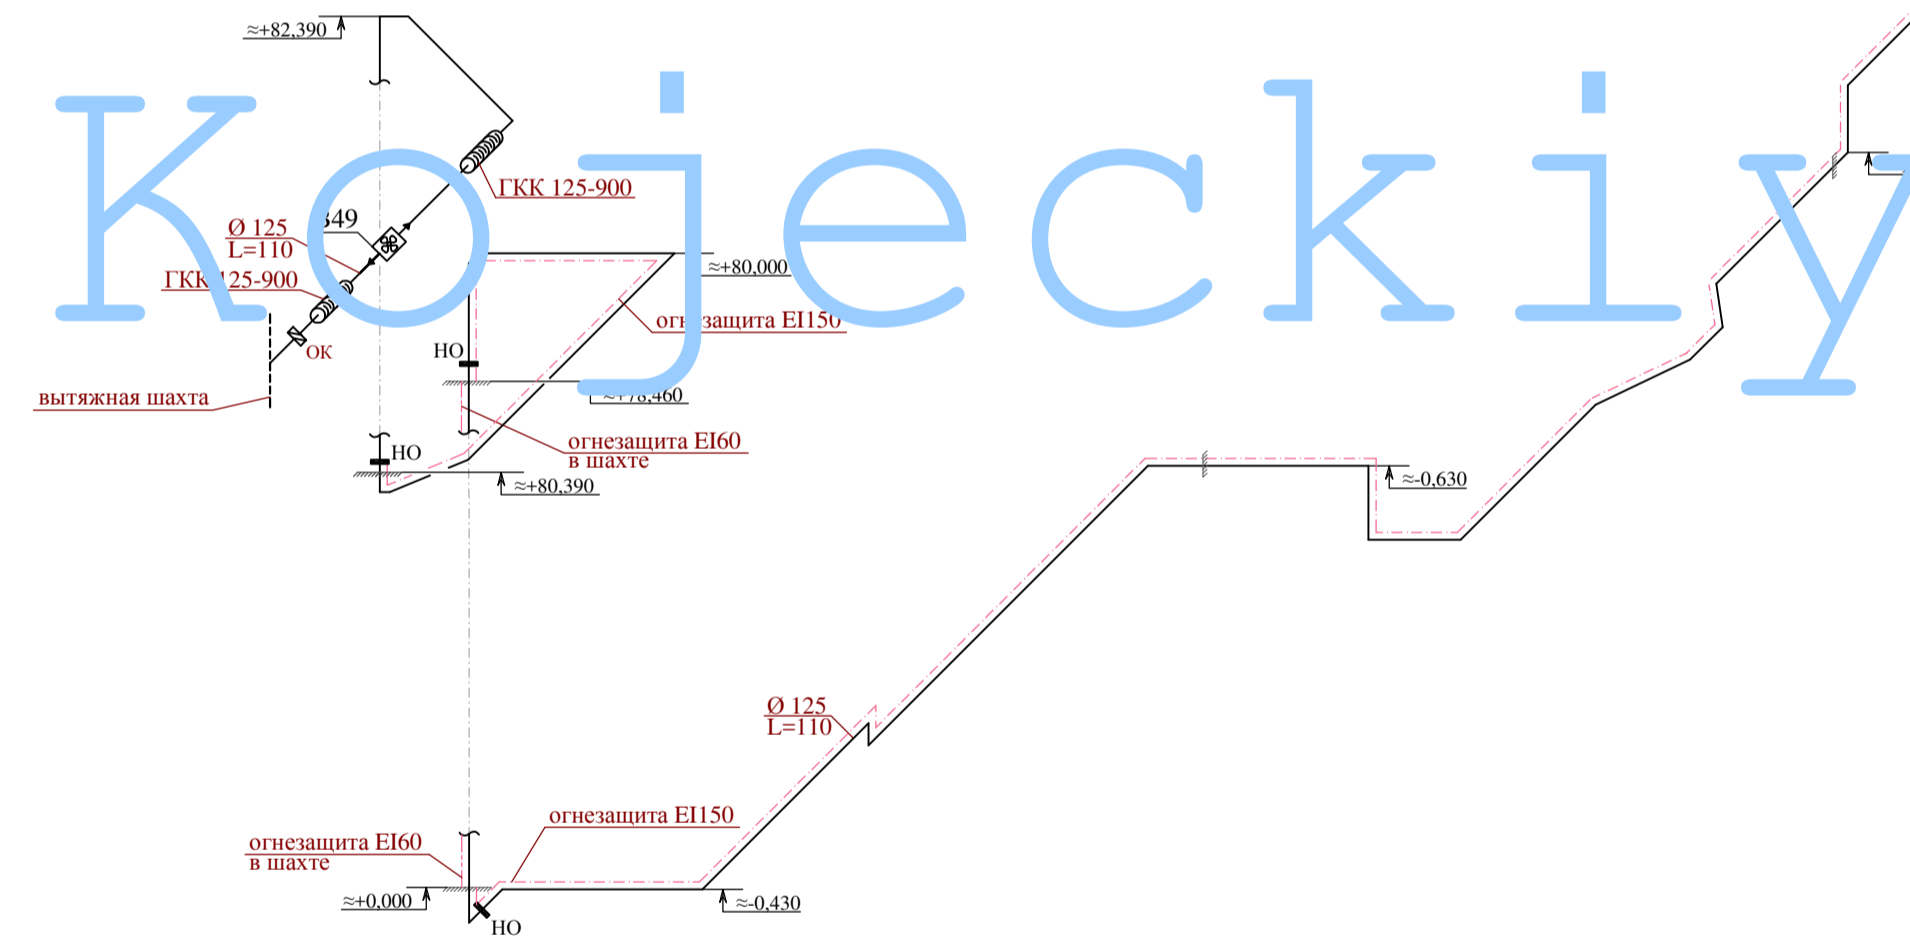 ≈+82,390
Kojeckiy
ГКК 125-900
Ø 125
L=110
ГКК 125-900
≈+80,000
огнезащита EI150
ОК
НО
вытяжная шахта
≈+78,460
огнезащита EI60
в шахте
НО
≈+80,390
≈-0,630
Ø 125
L=110
огнезащита EI150
огнезащита EI60
в шахте
≈+0,000
≈-0,430
НО